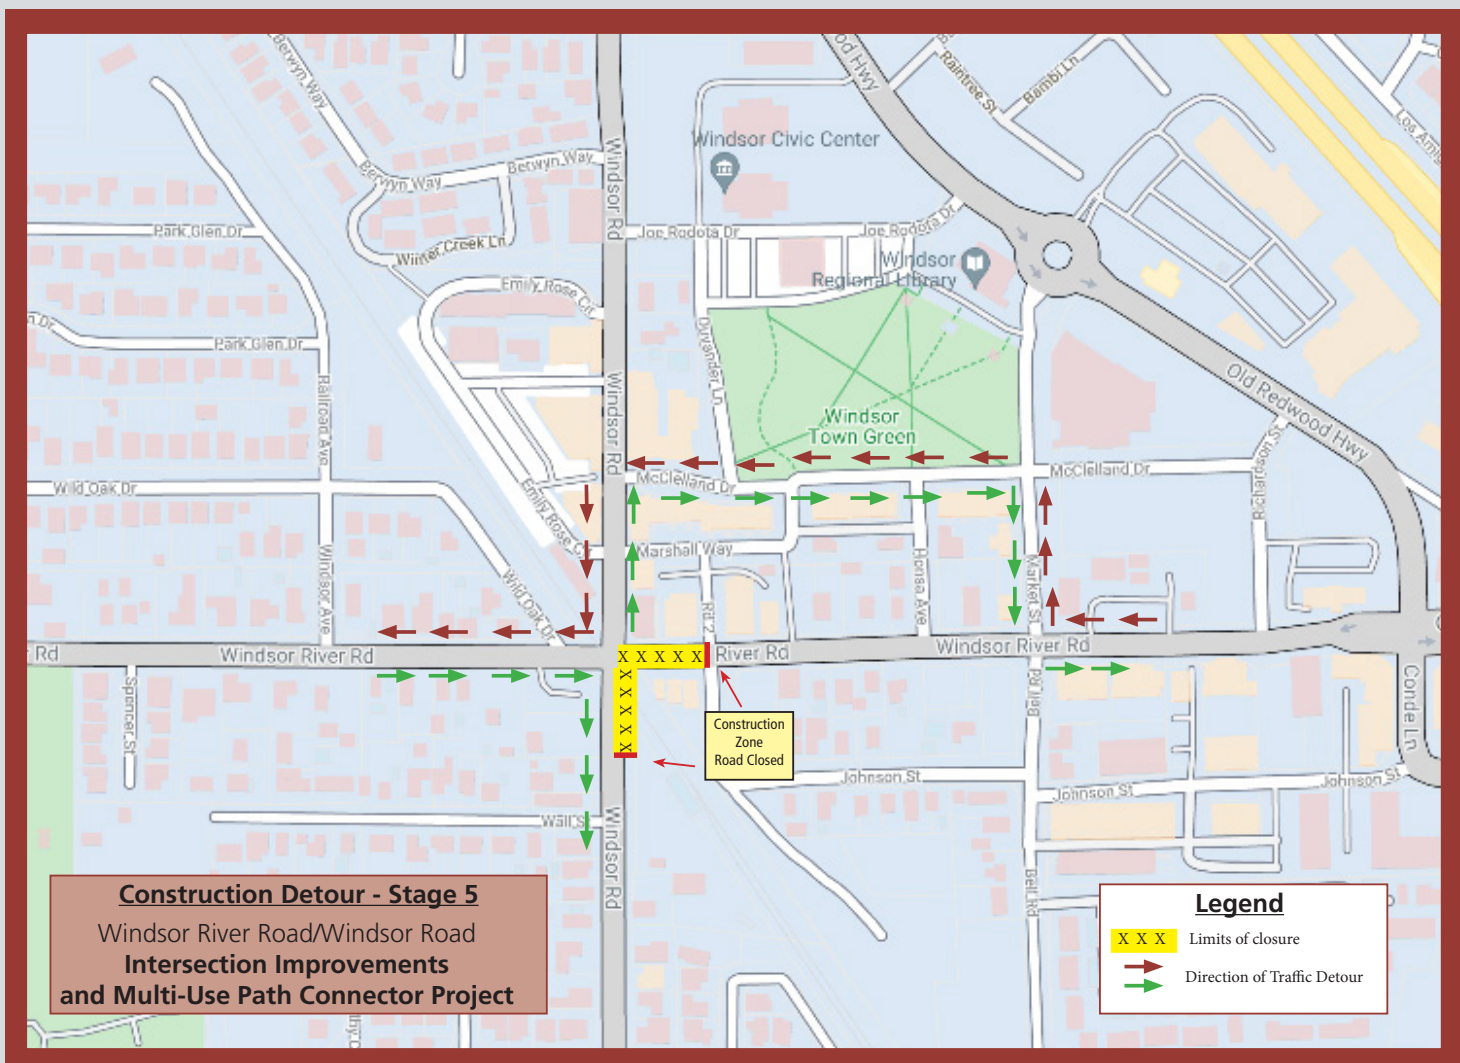 od Hwy
Raintree St
Bambi Ln
Berwyn Way
Windsor Civic Center
Windsor Rd
Berwyn Way
Berwyn Way
Park Glen Dr
Joe Rodota Dr
Joe Rodota Dr
Winter Creek Ln
Windsor
Regional Library
Emily Rose Cir
n Dr
Park Glen Dr
Duvander Ln
Old Redwood Hwy
Railroad Ave
Windsor Rd
Windsor
Town Green
Richardson St
McClelland Dr
McClelland Dr
Wild Oak Dr
Emily Rose C
Marshall Way
Windsor Ave
Wild Oak Dr
Honsa Ave
Market St
Rd
Windsor River Rd
X X X X X
River Rd
Windsor River Rd
X
X
X
X
X
Spencer St
Bell Rd
Conde Ln
Construction
Zone
Road Closed
Johnson St
Johnson St
Johnson St
Wall S
Windsor Rd
Bell Rd
Construction Detour - Stage 5
Windsor River Road/Windsor Road
Intersection Improvements
and Multi-Use Path Connector Project
Legend
X X X Limits of closure
Direction of Traffic Detour